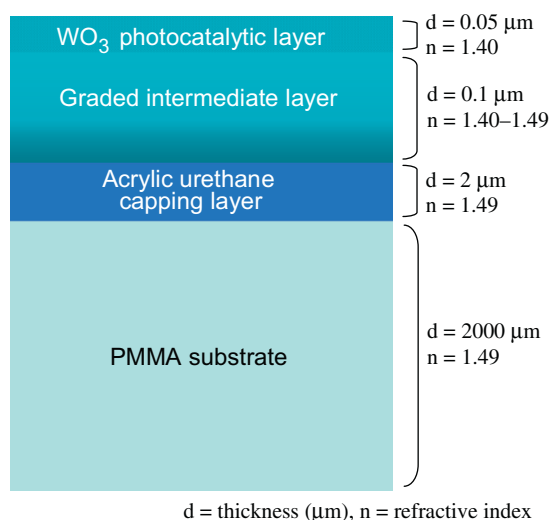 WO₃ photocatalytic layer
d = 0.05 μm
n = 1.40
Graded intermediate layer
d = 0.1 μm
n = 1.40–1.49
Acrylic urethane
capping layer
d = 2 μm
n = 1.49
PMMA substrate
d = 2000 μm
n = 1.49
d = thickness (μm), n = refractive index